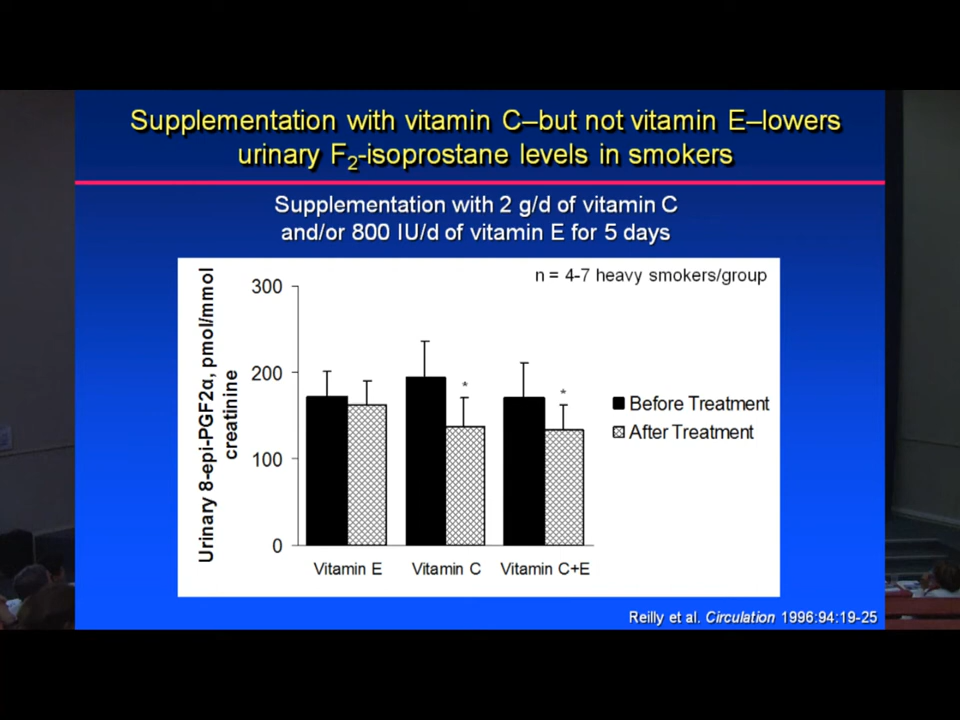 Supplementation with vitamin C–but not vitamin E–lowers
urinary F2-isoprostane levels in smokers
Supplementation with 2 g/d of vitamin C
and/or 800 IU/d of vitamin E for 5 days
n = 4-7 heavy smokers/group
Urinary 8-epi-PGF2α, pmol/mmol
creatinine
300
200
100
0
*
*
Before Treatment
After Treatment
Vitamin E
Vitamin C
Vitamin C+E
Reilly et al. Circulation 1996:94:19-25